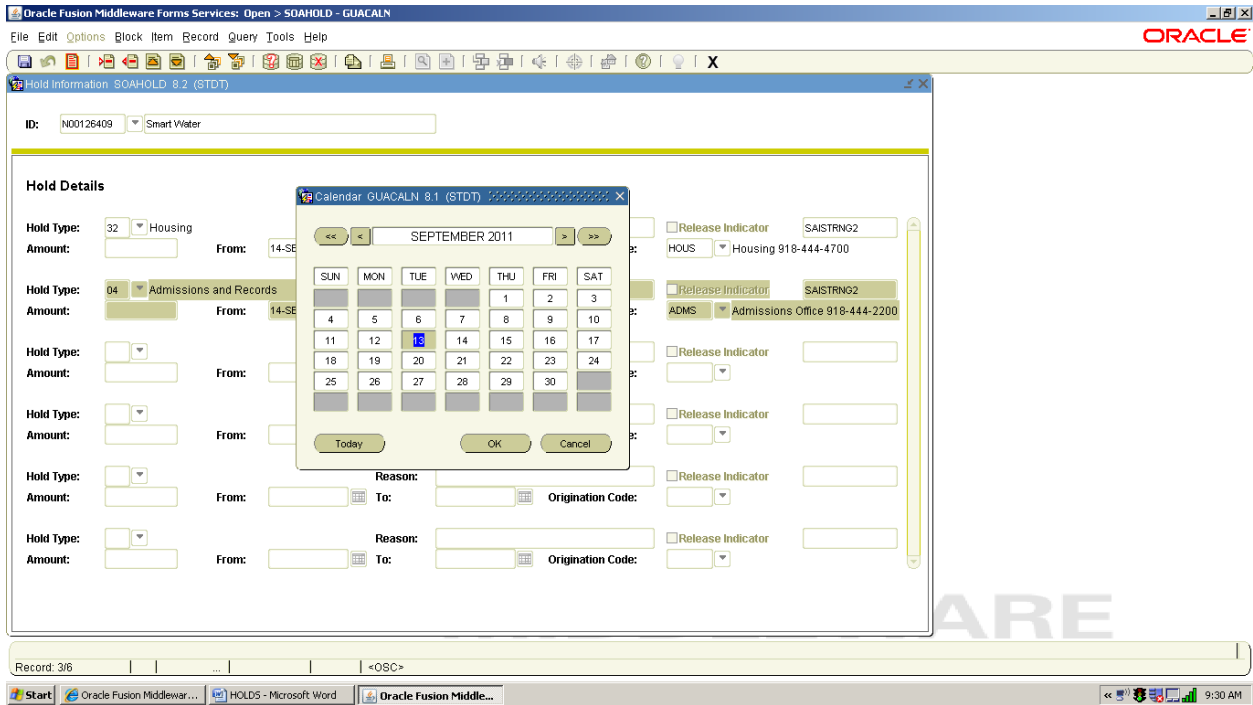 Oracle Fusion Middleware Forms Services: Open > SOAHOLD - GUACALN
File Edit Options Block Item Record Query Tools Help
ORACLE
X
Hold Information SOAHOLD 8.2 (STDT)
ID: N00126409 Smart Water
Hold Details
Hold Type: 32 Housing Release Indicator SAISTRNG2
Amount: From: 14-SE e: HOUS Housing 918-444-4700
Hold Type: 04 Admissions and Records Release Indicator SAISTRNG2
Amount: From: 14-SE e: ADMS Admissions Office 918-444-2200
Hold Type: Release Indicator
Amount: From: e:
Hold Type: Release Indicator
Amount: From: e:
Hold Type: Reason: Release Indicator
Amount: From: To: Origination Code:
Hold Type: Reason: Release Indicator
Amount: From: To: Origination Code:
Calendar GUACALN 8.1 (STDT)
<< < SEPTEMBER 2011 > >>
SUN MON TUE WED THU FRI SAT
1 2 3
4 5 6 7 8 9 10
11 12 13 14 15 16 17
18 19 20 21 22 23 24
25 26 27 28 29 30
Today OK Cancel
Record: 3/6 ... <OSC>
Start Oracle Fusion Middlewar... HOLDS - Microsoft Word Oracle Fusion Middle... « 9:30 AM